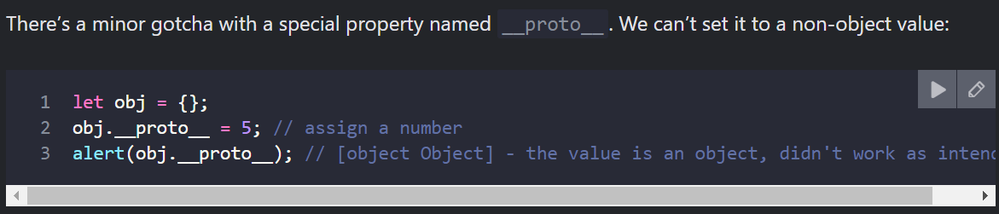 There’s a minor gotcha with a special property named __proto__. We can’t set it to a non-object value:
1 let obj = {};
2 obj.__proto__ = 5; // assign a number
3 alert(obj.__proto__); // [object Object] - the value is an object, didn't work as